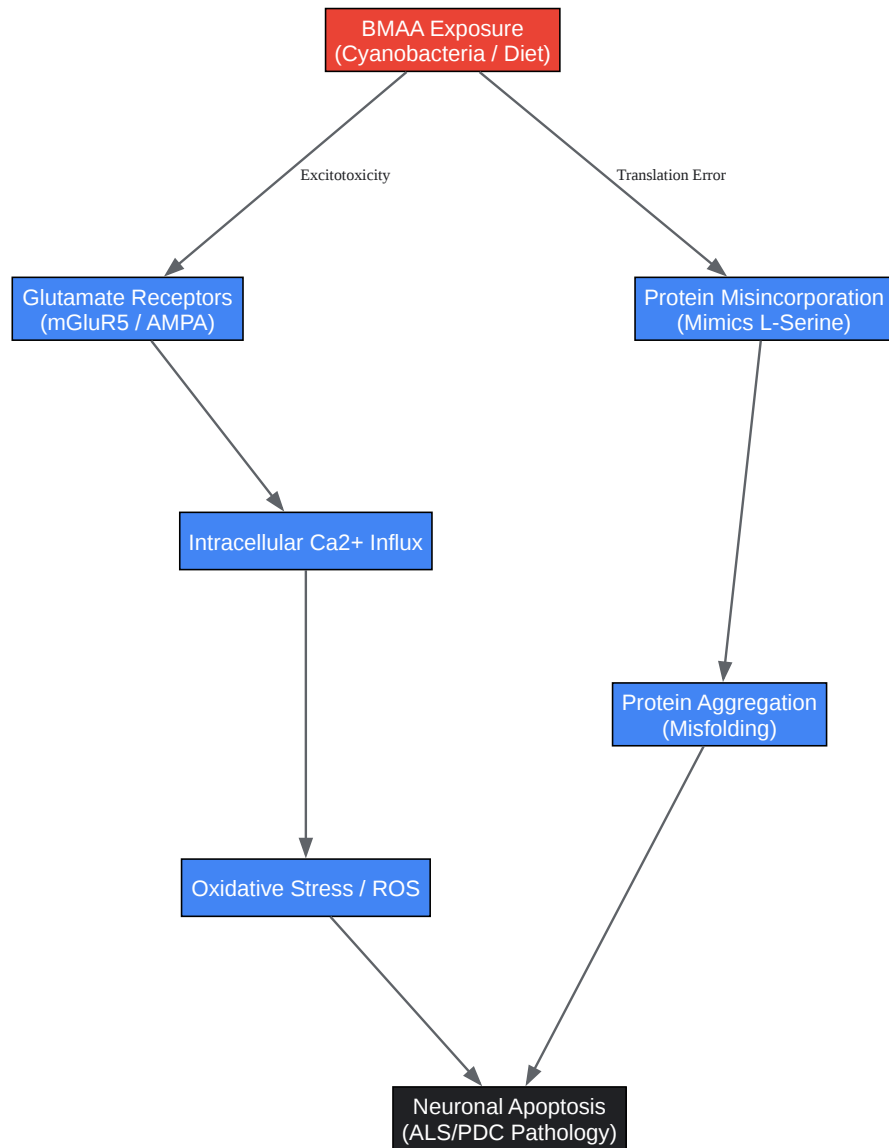 BMAA Exposure
(Cyanobacteria / Diet)
Excitotoxicity
Translation Error
Glutamate Receptors
(mGluR5 / AMPA)
Protein Misincorporation
(Mimics L-Serine)
Intracellular Ca2+ Influx
Protein Aggregation
(Misfolding)
Oxidative Stress / ROS
Neuronal Apoptosis
(ALS/PDC Pathology)